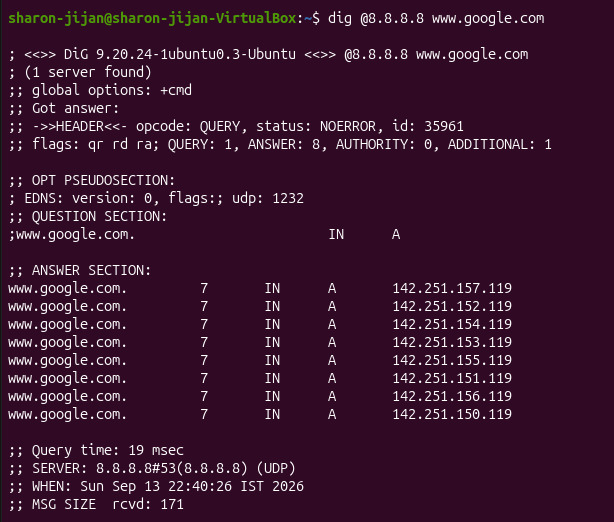 sharon-jijan@sharon-jijan-VirtualBox:~$ dig @8.8.8.8 www.google.com
; <<>> DiG 9.20.24-1ubuntu0.3-Ubuntu <<>> @8.8.8.8 www.google.com
; (1 server found)
;; global options: +cmd
;; Got answer:
;; ->>HEADER<<- opcode: QUERY, status: NOERROR, id: 35961
;; flags: qr rd ra; QUERY: 1, ANSWER: 8, AUTHORITY: 0, ADDITIONAL: 1
;; OPT PSEUDOSECTION:
; EDNS: version: 0, flags:; udp: 1232
;; QUESTION SECTION:
;www.google.com. IN A
;; ANSWER SECTION:
www.google.com. 7 IN A 142.251.157.119
www.google.com. 7 IN A 142.251.152.119
www.google.com. 7 IN A 142.251.154.119
www.google.com. 7 IN A 142.251.153.119
www.google.com. 7 IN A 142.251.155.119
www.google.com. 7 IN A 142.251.151.119
www.google.com. 7 IN A 142.251.156.119
www.google.com. 7 IN A 142.251.150.119
;; Query time: 19 msec
;; SERVER: 8.8.8.8#53(8.8.8.8) (UDP)
;; WHEN: Sun Sep 13 22:40:26 IST 2026
;; MSG SIZE  rcvd: 171